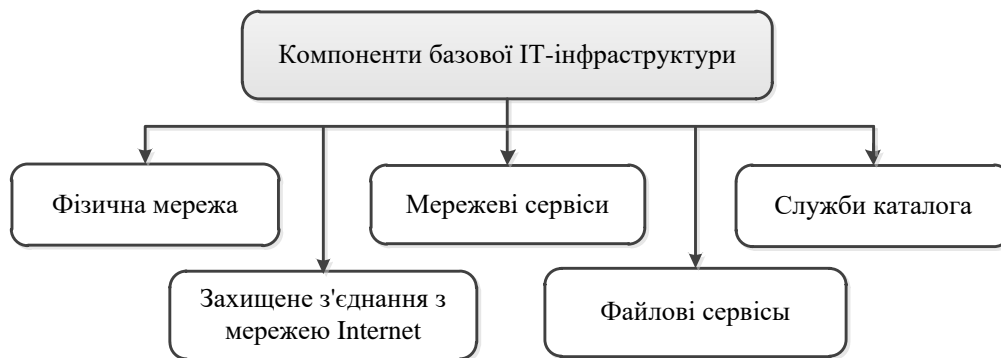 Компоненти базової ІТ-інфраструктури
Фізична мережа
Мережеві сервіси
Служби каталога
Захищене з'єднання з
мережею Internet
Файлові сервісы